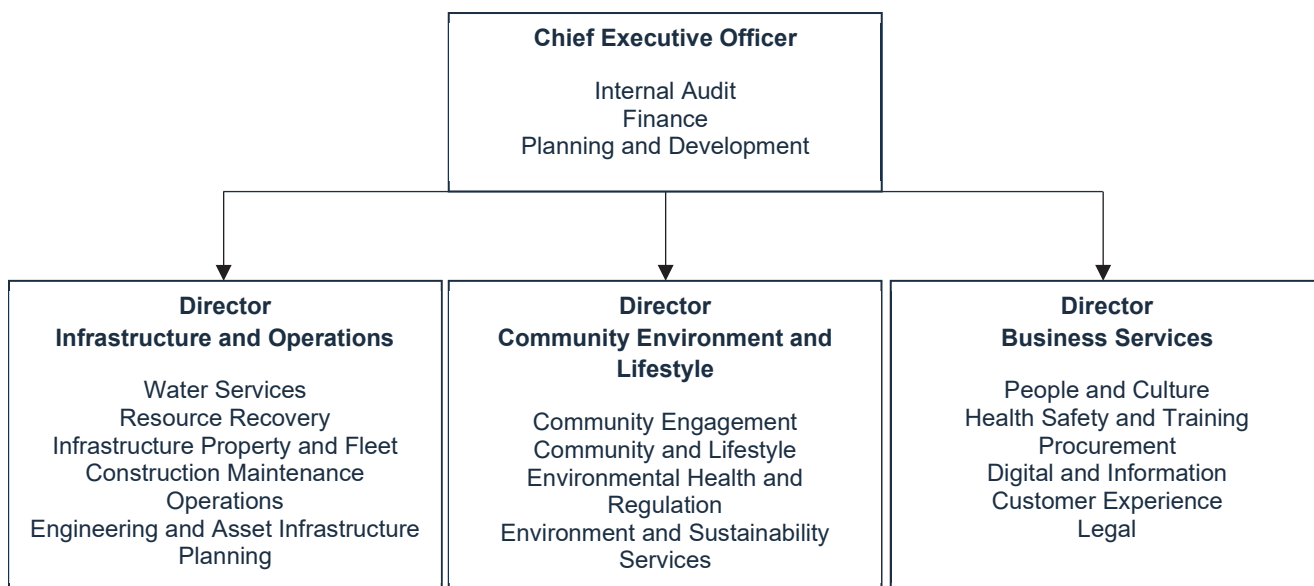 Chief Executive Officer
Internal Audit
Finance
Planning and Development
Director
Infrastructure and Operations
Water Services
Resource Recovery
Infrastructure Property and Fleet
Construction Maintenance
Operations
Engineering and Asset Infrastructure
Planning
Director
Community Environment and
Lifestyle
Community Engagement
Community and Lifestyle
Environmental Health and
Regulation
Environment and Sustainability
Services
Director
Business Services
People and Culture
Health Safety and Training
Procurement
Digital and Information
Customer Experience
Legal